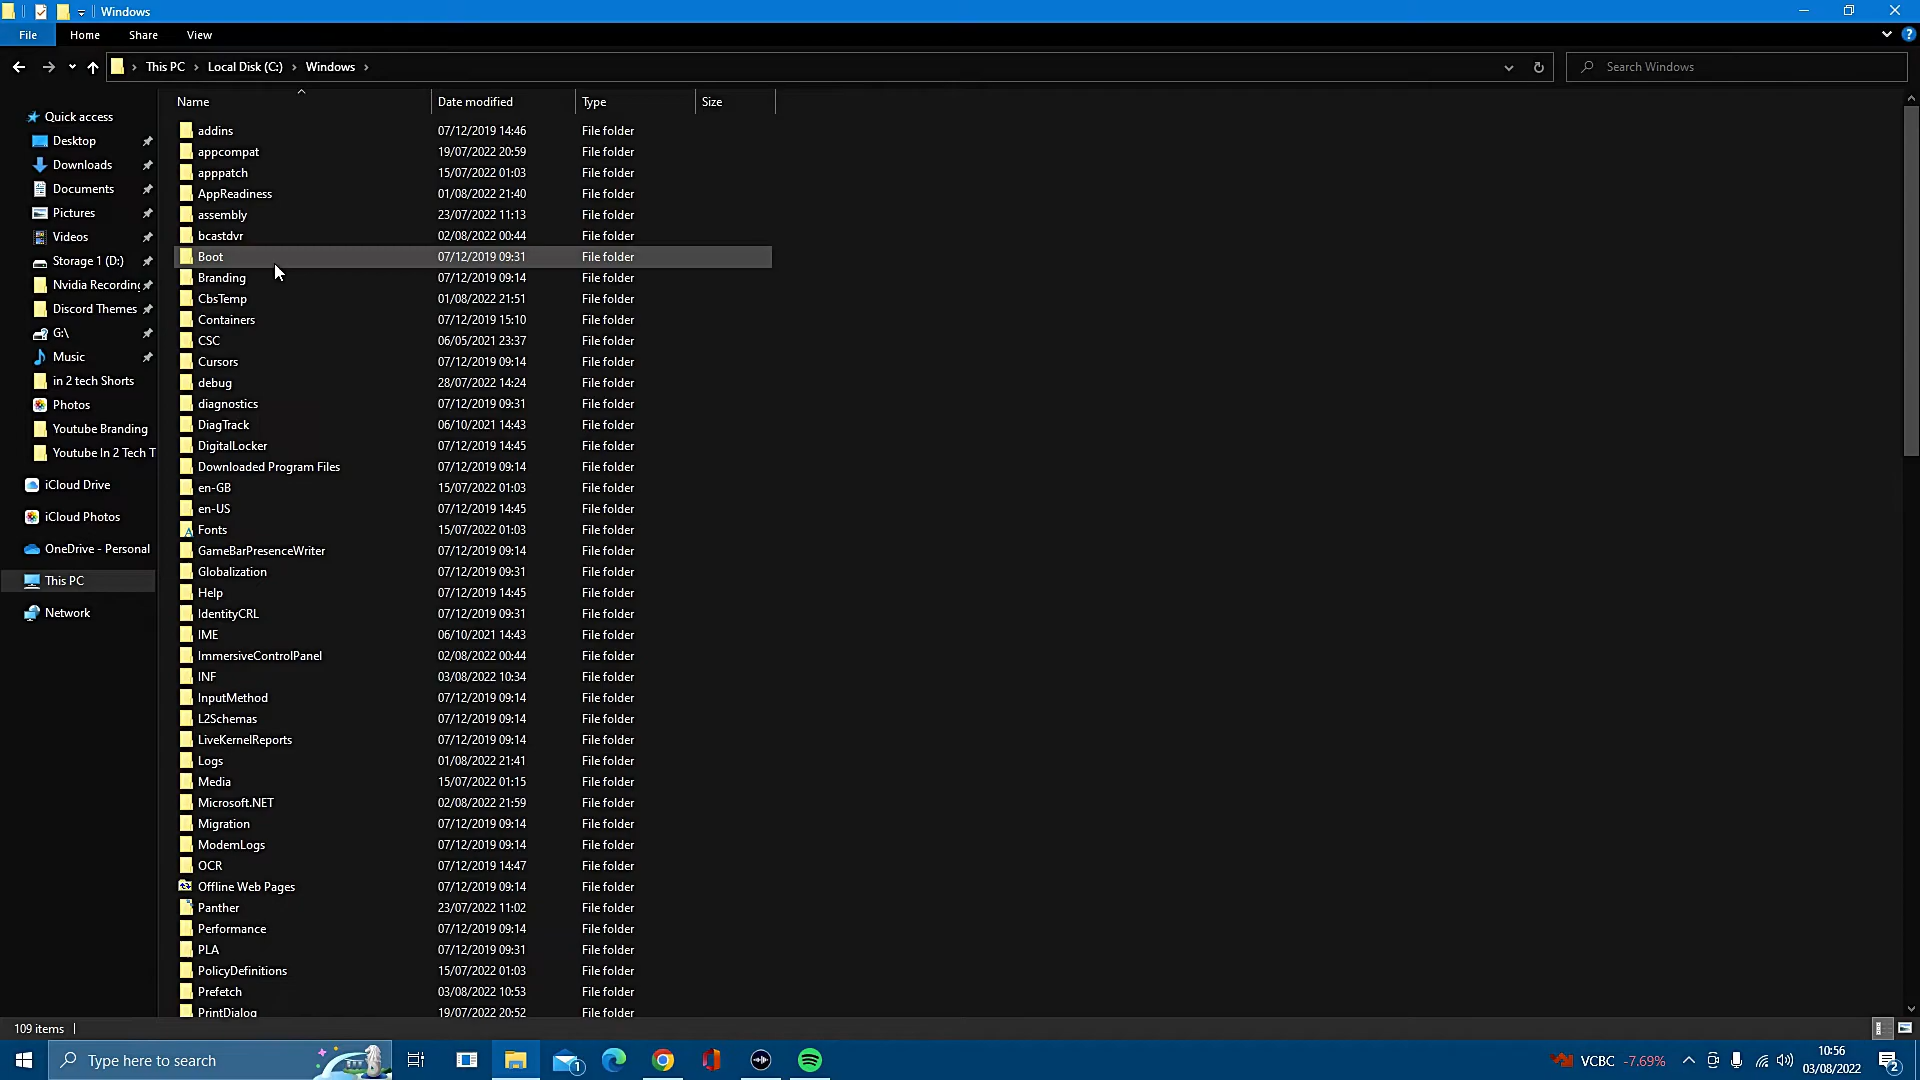 Windows
File Home Share View
This PC Local Disk (C:) Windows
Search Windows
Name Date modified Type Size
Quick access
Desktop
Downloads
Documents
Pictures
Videos
Storage 1 (D:)
Nvidia Recording
Discord Themes
G:\
Music
in 2 tech Shorts
Photos
Youtube Branding
Youtube In 2 Tech T
iCloud Drive
iCloud Photos
OneDrive - Personal
This PC
Network
addins 07/12/2019 14:46 File folder
appcompat 19/07/2022 20:59 File folder
apppatch 15/07/2022 01:03 File folder
AppReadiness 01/08/2022 21:40 File folder
assembly 23/07/2022 11:13 File folder
bcastdvr 02/08/2022 00:44 File folder
Boot 07/12/2019 09:31 File folder
Branding 07/12/2019 09:14 File folder
CbsTemp 01/08/2022 21:51 File folder
Containers 07/12/2019 15:10 File folder
CSC 06/05/2021 23:37 File folder
Cursors 07/12/2019 09:14 File folder
debug 28/07/2022 14:24 File folder
diagnostics 07/12/2019 09:31 File folder
DiagTrack 06/10/2021 14:43 File folder
DigitalLocker 07/12/2019 14:45 File folder
Downloaded Program Files 07/12/2019 09:14 File folder
en-GB 15/07/2022 01:03 File folder
en-US 07/12/2019 14:45 File folder
Fonts 15/07/2022 01:03 File folder
GameBarPresenceWriter 07/12/2019 09:14 File folder
Globalization 07/12/2019 09:31 File folder
Help 07/12/2019 14:45 File folder
IdentityCRL 07/12/2019 09:31 File folder
IME 06/10/2021 14:43 File folder
ImmersiveControlPanel 02/08/2022 00:44 File folder
INF 03/08/2022 10:34 File folder
InputMethod 07/12/2019 09:14 File folder
L2Schemas 07/12/2019 09:14 File folder
LiveKernelReports 07/12/2019 09:14 File folder
Logs 01/08/2022 21:41 File folder
Media 15/07/2022 01:15 File folder
Microsoft.NET 02/08/2022 21:59 File folder
Migration 07/12/2019 09:14 File folder
ModemLogs 07/12/2019 09:14 File folder
OCR 07/12/2019 14:47 File folder
Offline Web Pages 07/12/2019 09:14 File folder
Panther 23/07/2022 11:02 File folder
Performance 07/12/2019 09:14 File folder
PLA 07/12/2019 09:31 File folder
PolicyDefinitions 15/07/2022 01:03 File folder
Prefetch 03/08/2022 10:53 File folder
PrintDialog 19/07/2022 20:52 File folder
109 items
Type here to search
1
VCBC -7.69%
10:56
03/08/2022
2